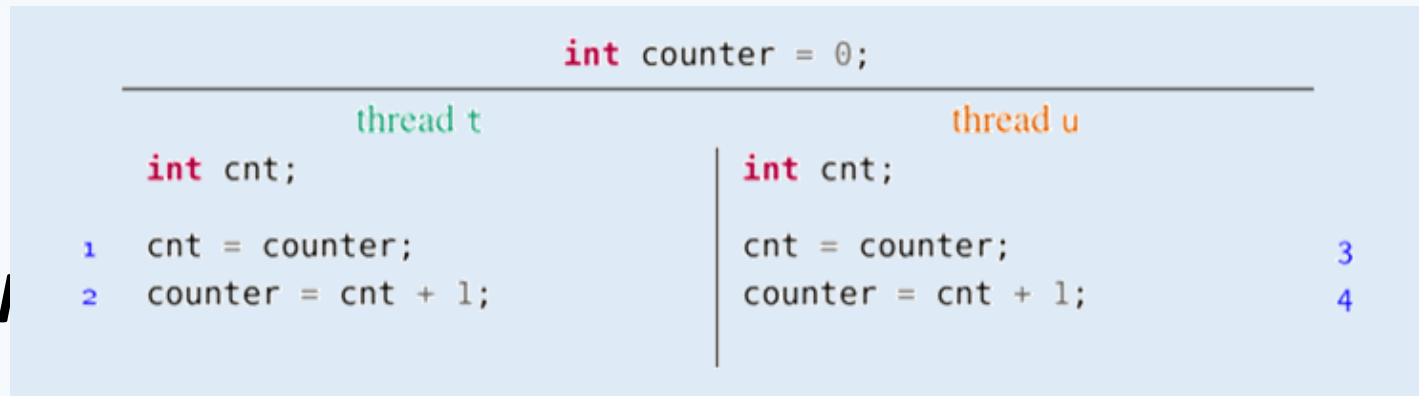 int counter = 0;
thread t
int cnt;
1 cnt = counter;
2 counter = cnt + 1;
thread u
int cnt;
cnt = counter; 3
counter = cnt + 1; 4